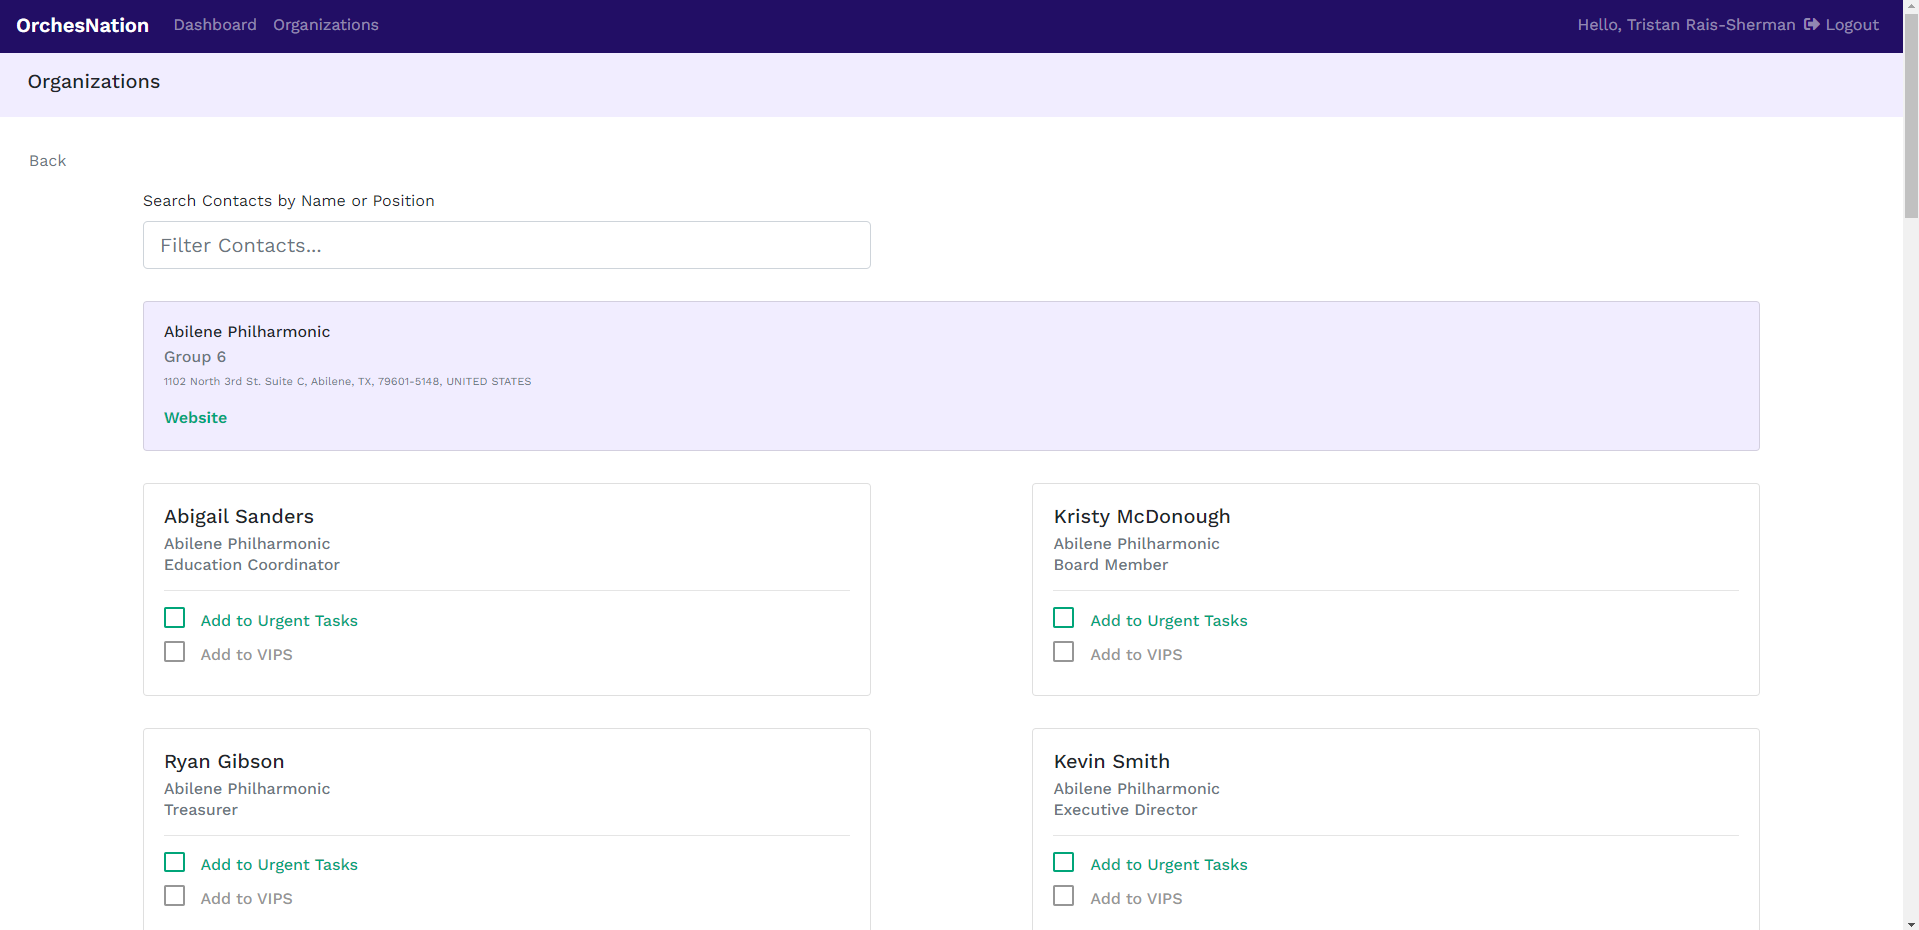 OrchesNation Dashboard Organizations Hello, Tristan Rais-Sherman Logout
Organizations
Back
Search Contacts by Name or Position
Filter Contacts...
Abilene Philharmonic
Group 6
1102 North 3rd St. Suite C, Abilene, TX, 79601-5148, UNITED STATES
Website
Abigail Sanders
Abilene Philharmonic
Education Coordinator
Add to Urgent Tasks
Add to VIPS
Kristy McDonough
Abilene Philharmonic
Board Member
Add to Urgent Tasks
Add to VIPS
Ryan Gibson
Abilene Philharmonic
Treasurer
Add to Urgent Tasks
Add to VIPS
Kevin Smith
Abilene Philharmonic
Executive Director
Add to Urgent Tasks
Add to VIPS